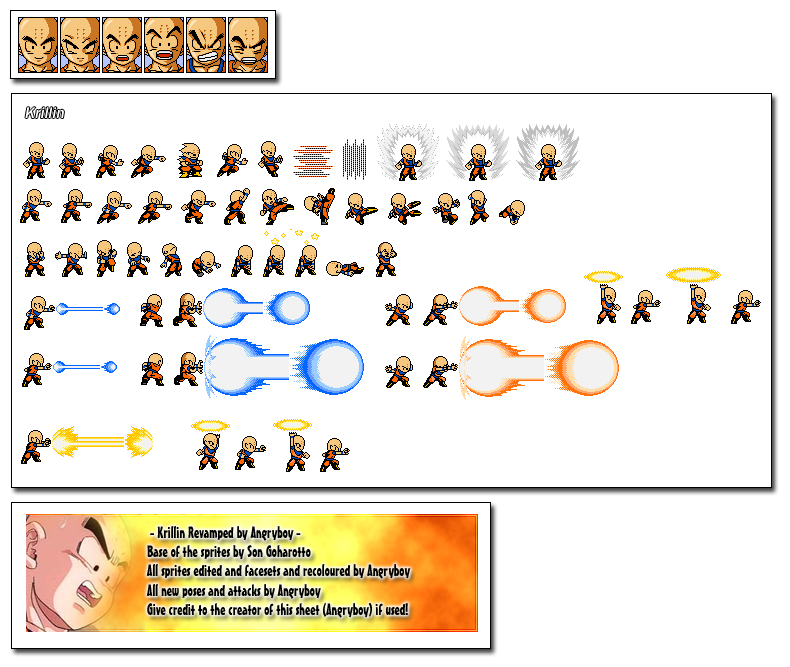 Krillin
- Krillin Revamped by Angryboy
Base of the sprites by Son Goharotto
All sprites edited and facesets and recoloured by Angryboy
All new poses and attacks by Angryboy
Give credit to the creator of this sheet (Angryboy) if used!